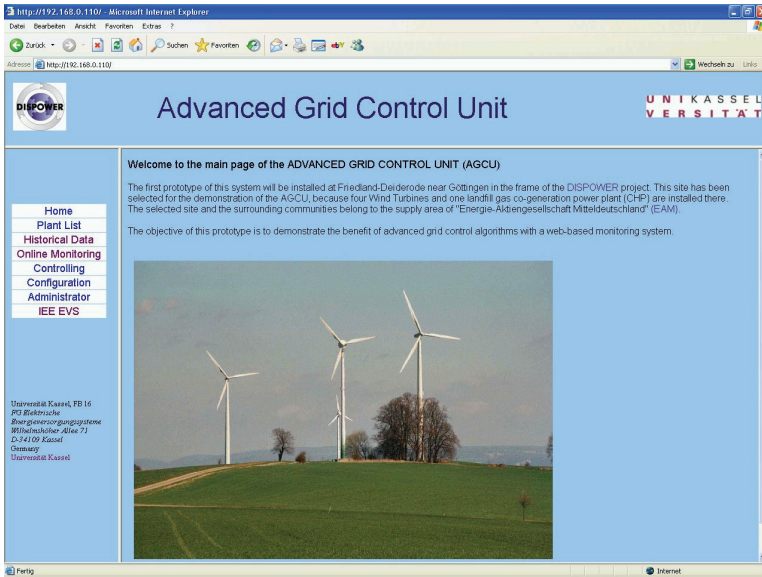 http://192.168.0.110/ - Microsoft Internet Explorer
Datei Bearbeiten Ansicht Favoriten Extras ?
Zurück Suchen Favoriten
Adresse http://192.168.0.110/ Wechseln zu Links
DISPOWER
Advanced Grid Control Unit
UNIKASSEL
VERSITÄT
Home
Plant List
Historical Data
Online Monitoring
Controlling
Configuration
Administrator
IEE EVS
Universität Kassel, FB 16
FG Elektrische
Energieversorgungssysteme
Wilhelmshöher Allee 71
D-34109 Kassel
Germany
Universität Kassel
Welcome to the main page of the ADVANCED GRID CONTROL UNIT (AGCU)
The first prototype of this system will be installed at Friedland-Deiderode near Göttingen in the frame of the DISPOWER project. This site has been
selected for the demonstration of the AGCU, because four Wind Turbines and one landfill gas co-generation power plant (CHP) are installed there.
The selected site and the surrounding communities belong to the supply area of "Energie-Aktiengesellschaft Mitteldeutschland" (EAM).
The objective of this prototype is to demonstrate the benefit of advanced grid control algorithms with a web-based monitoring system.
Fertig Internet